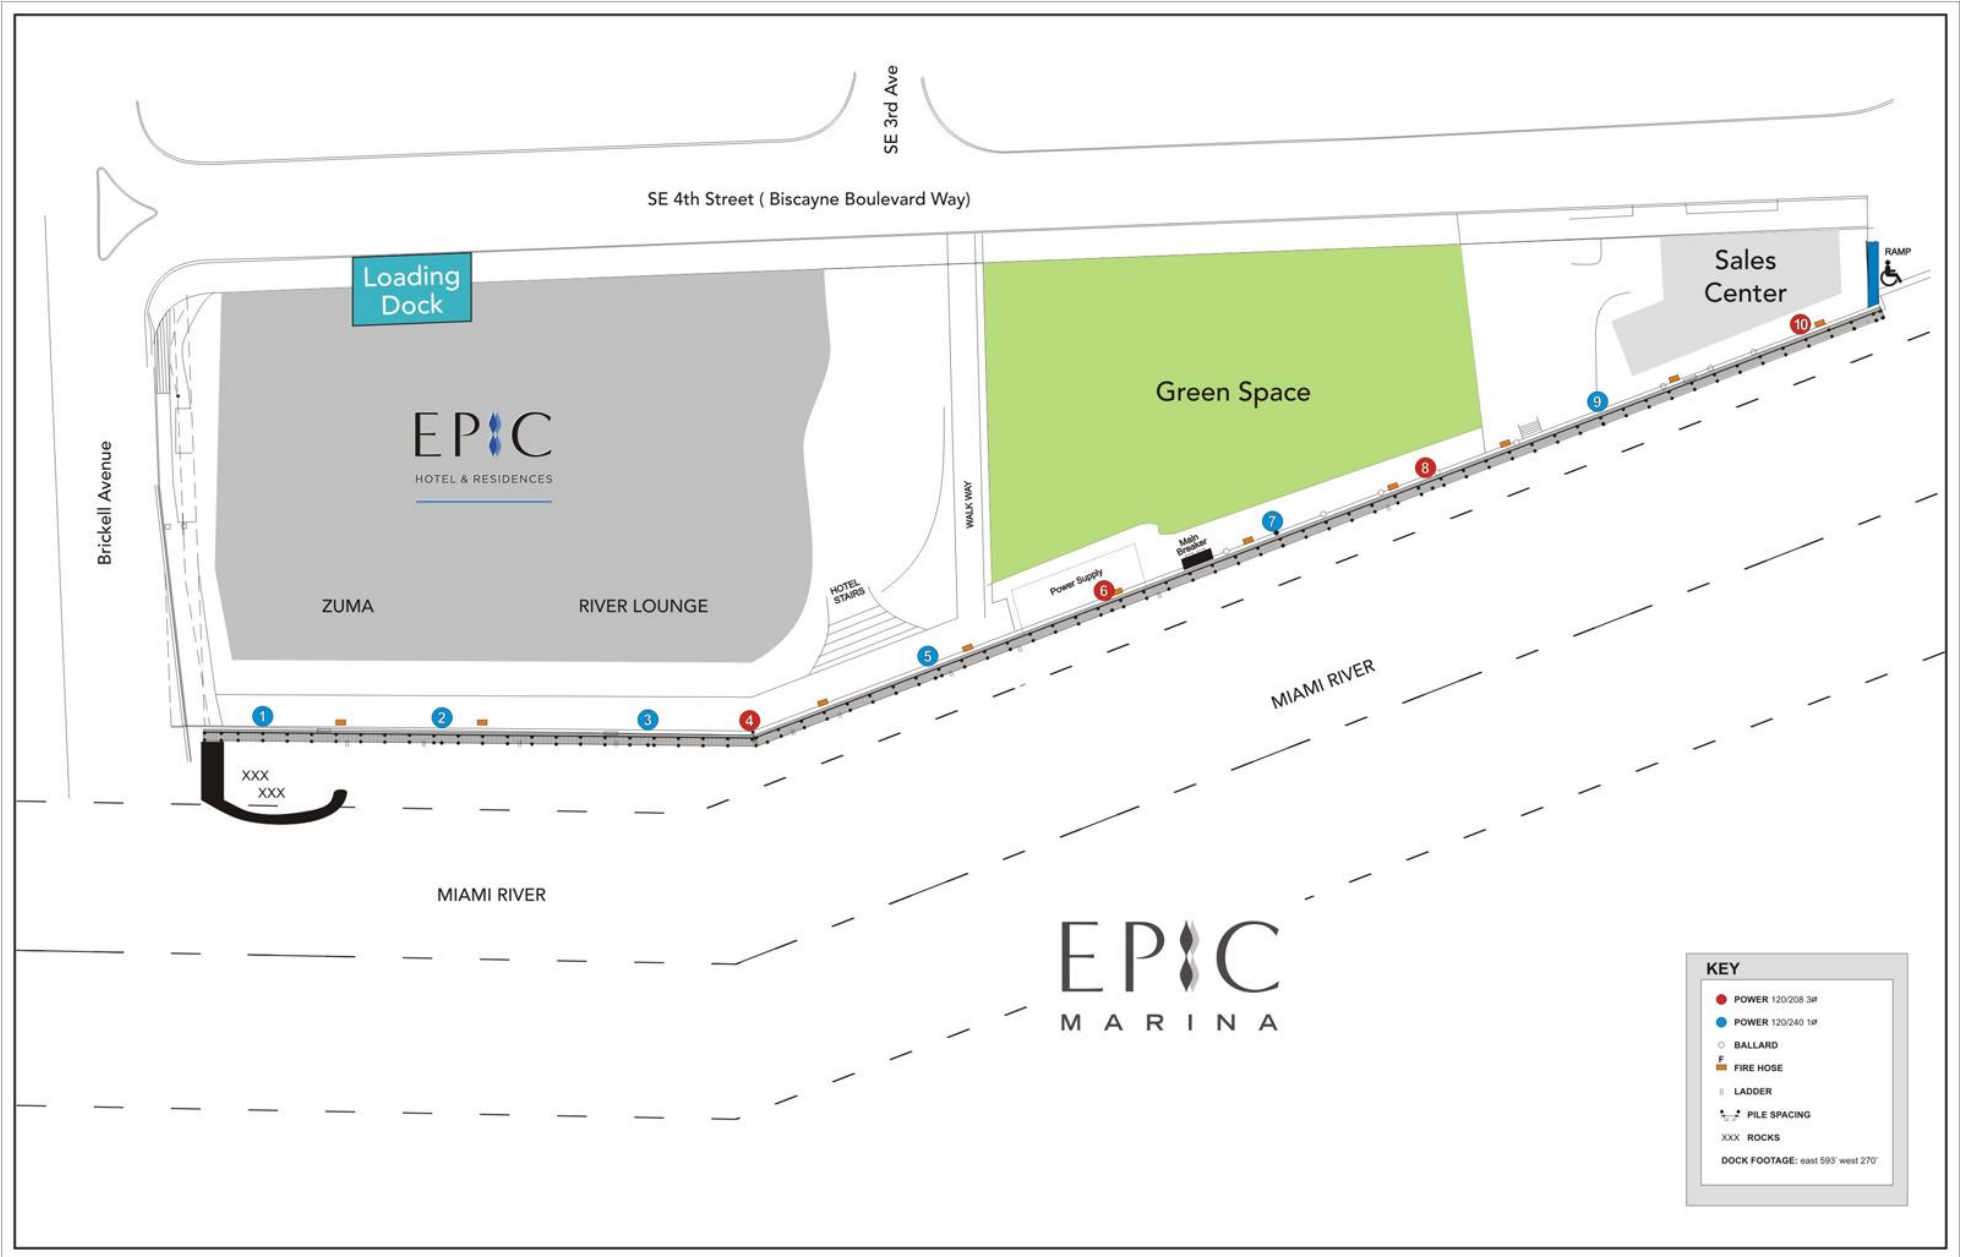 SE 3rd Ave
SE 4th Street ( Biscayne Boulevard Way)
Loading
Dock
Sales
Center
RAMP
10
EPIC
HOTEL & RESIDENCES
Green Space
9
Brickell Avenue
WALK WAY
8
7
Main
Breaker
Power Supply
6
HOTEL
STAIRS
ZUMA
RIVER LOUNGE
5
1
2
3
4
MIAMI RIVER
XXX
XXX
MIAMI RIVER
EPIC
MARINA
KEY
POWER 120/208 3Ø
POWER 120/240 1Ø
BALLARD
F
FIRE HOSE
LADDER
PILE SPACING
XXX ROCKS
DOCK FOOTAGE: east 593' west 270'